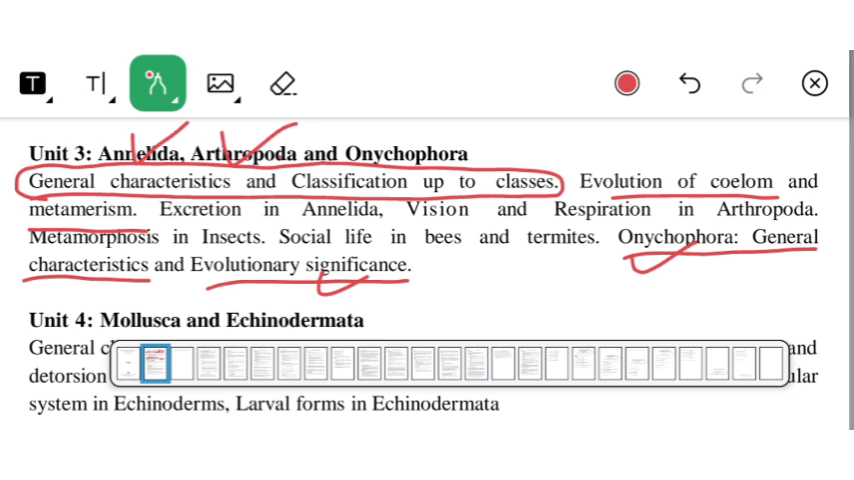 T
T
Unit 3: Annelida, Arthropoda and Onychophora
General characteristics and Classification up to classes. Evolution of coelom and
metamerism. Excretion in Annelida, Vision and Respiration in Arthropoda.
Metamorphosis in Insects. Social life in bees and termites. Onychophora: General
characteristics and Evolutionary significance.
Unit 4: Mollusca and Echinodermata
General and
detorsion
system in Echinoderms, Larval forms in Echinodermata